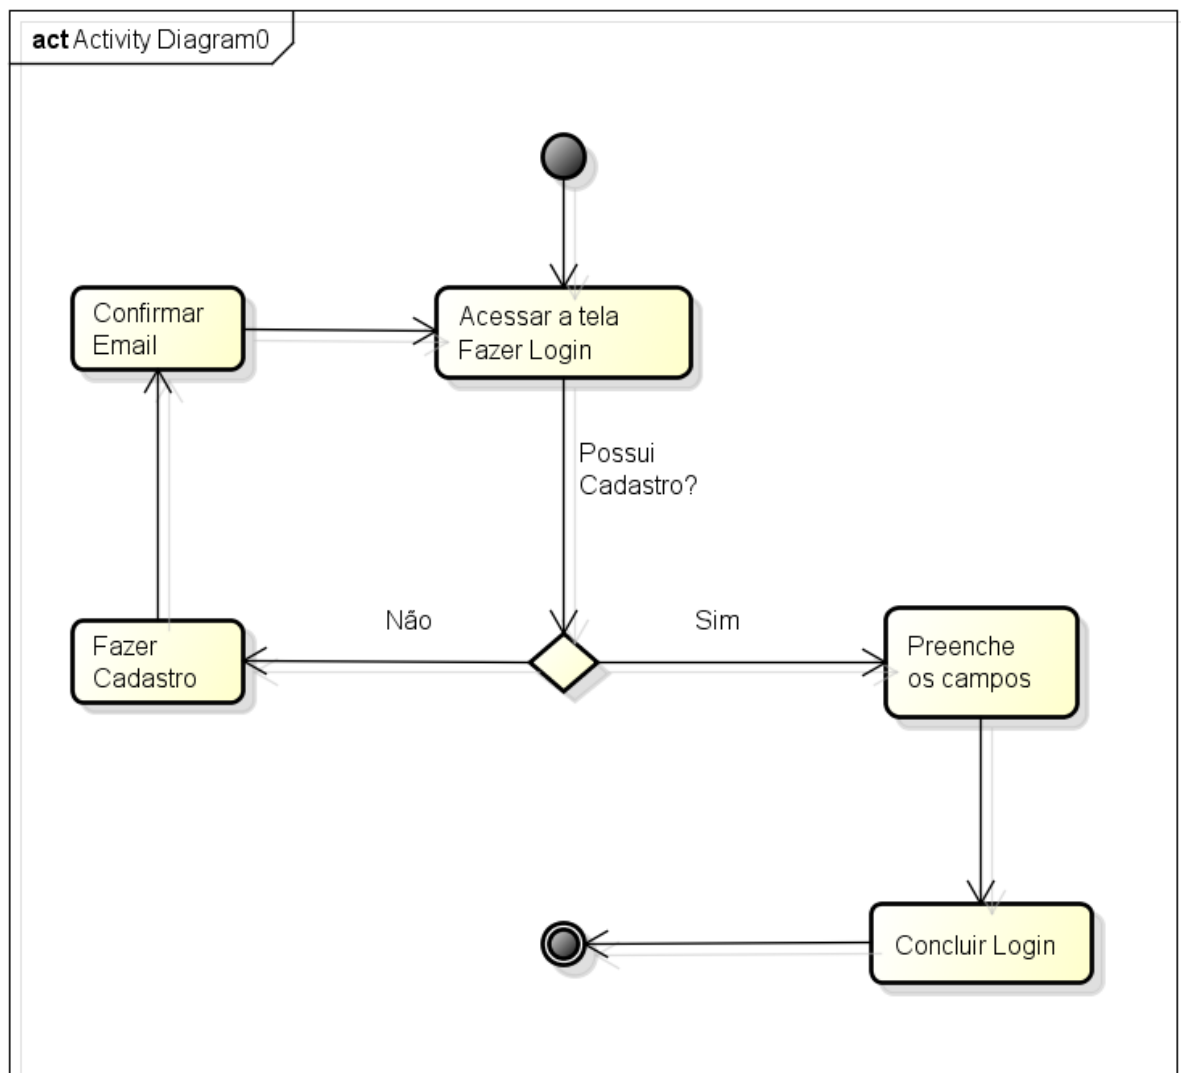 act Activity Diagram0
Confirmar
Email
Acessar a tela
Fazer Login
Possui
Cadastro?
Não
Sim
Fazer
Cadastro
Preenche
os campos
Concluir Login